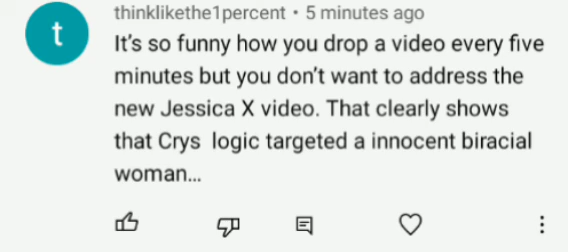 t
thinklikethe1percent • 5 minutes ago
It's so funny how you drop a video every five
minutes but you don't want to address the
new Jessica X video. That clearly shows
that Crys  logic targeted a innocent biracial
woman...